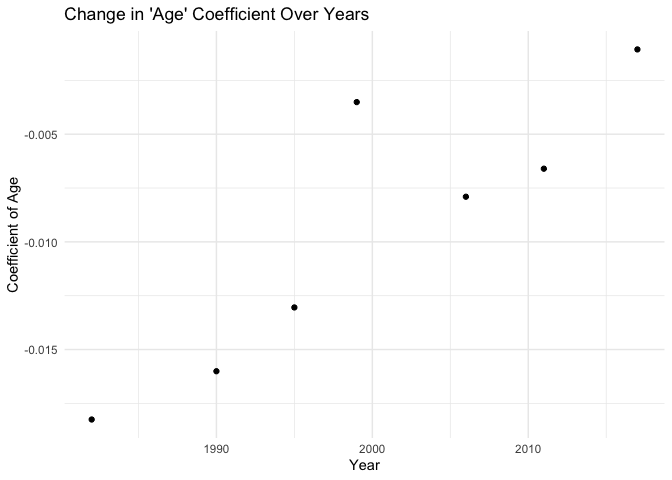 Change in 'Age' Coefficient Over Years
Coefficient of Age
-0.005
-0.010
-0.015
1990 2000 2010
Year